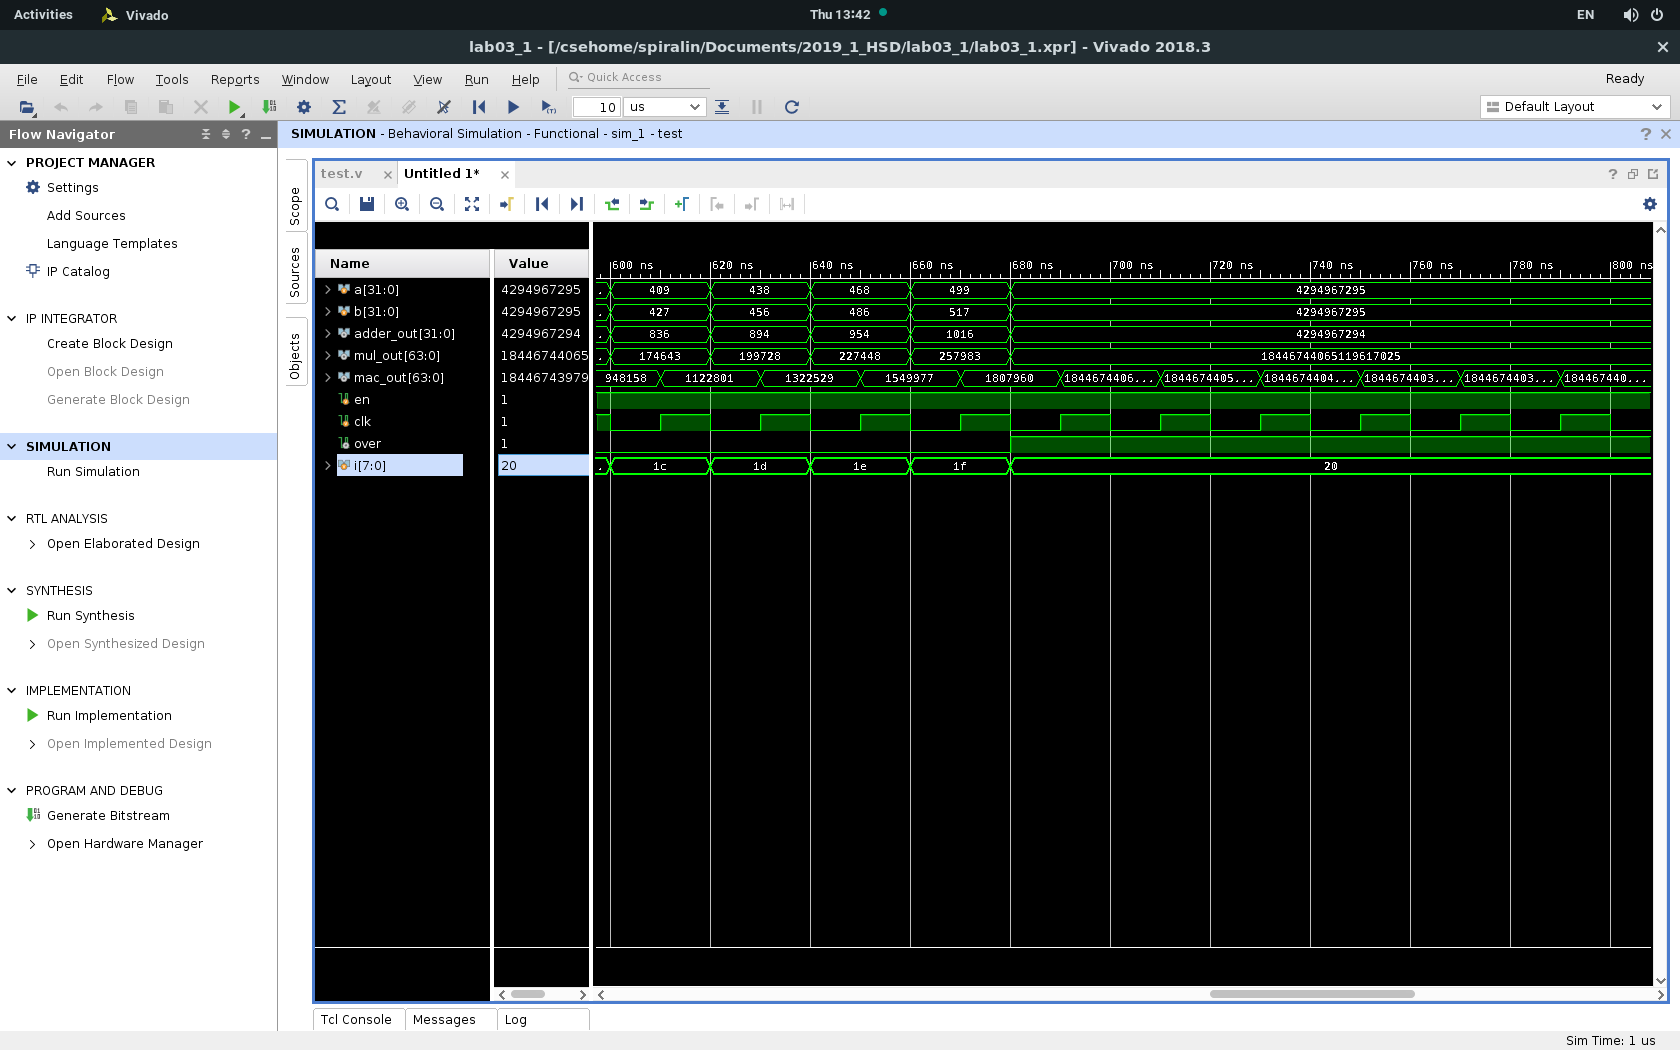 Activities Vivado Thu 13:42 EN
lab03_1 - [/csehome/spiralin/Documents/2019_1_HSD/lab03_1/lab03_1.xpr] - Vivado 2018.3
File Edit Flow Tools Reports Window Layout View Run Help Quick Access Ready
10 us Default Layout
Flow Navigator
SIMULATION - Behavioral Simulation - Functional - sim_1 - test
PROJECT MANAGER
Settings
Add Sources
Language Templates
IP Catalog
IP INTEGRATOR
Create Block Design
Open Block Design
Generate Block Design
SIMULATION
Run Simulation
RTL ANALYSIS
Open Elaborated Design
SYNTHESIS
Run Synthesis
Open Synthesized Design
IMPLEMENTATION
Run Implementation
Open Implemented Design
PROGRAM AND DEBUG
Generate Bitstream
Open Hardware Manager
Scope
Sources
Objects
test.v Untitled 1*
Name Value 600 ns 620 ns 640 ns 660 ns 680 ns 700 ns 720 ns 740 ns 760 ns 780 ns 800 ns
a[31:0] 4294967295 409 438 468 499 4294967295
b[31:0] 4294967295 427 456 486 517 4294967295
adder_out[31:0] 4294967294 836 894 954 1016 4294967294
mul_out[63:0] 18446744065 174643 199728 227448 257983 18446744065119617025
mac_out[63:0] 18446743979 948158 1122801 1322529 1549977 1807960 1844674406... 1844674405... 1844674404... 1844674403... 1844674403... 184467440...
en 1
clk 1
over 1
i[7:0] 20 1c 1d 1e 1f 20
Tcl Console Messages Log
Sim Time: 1 us